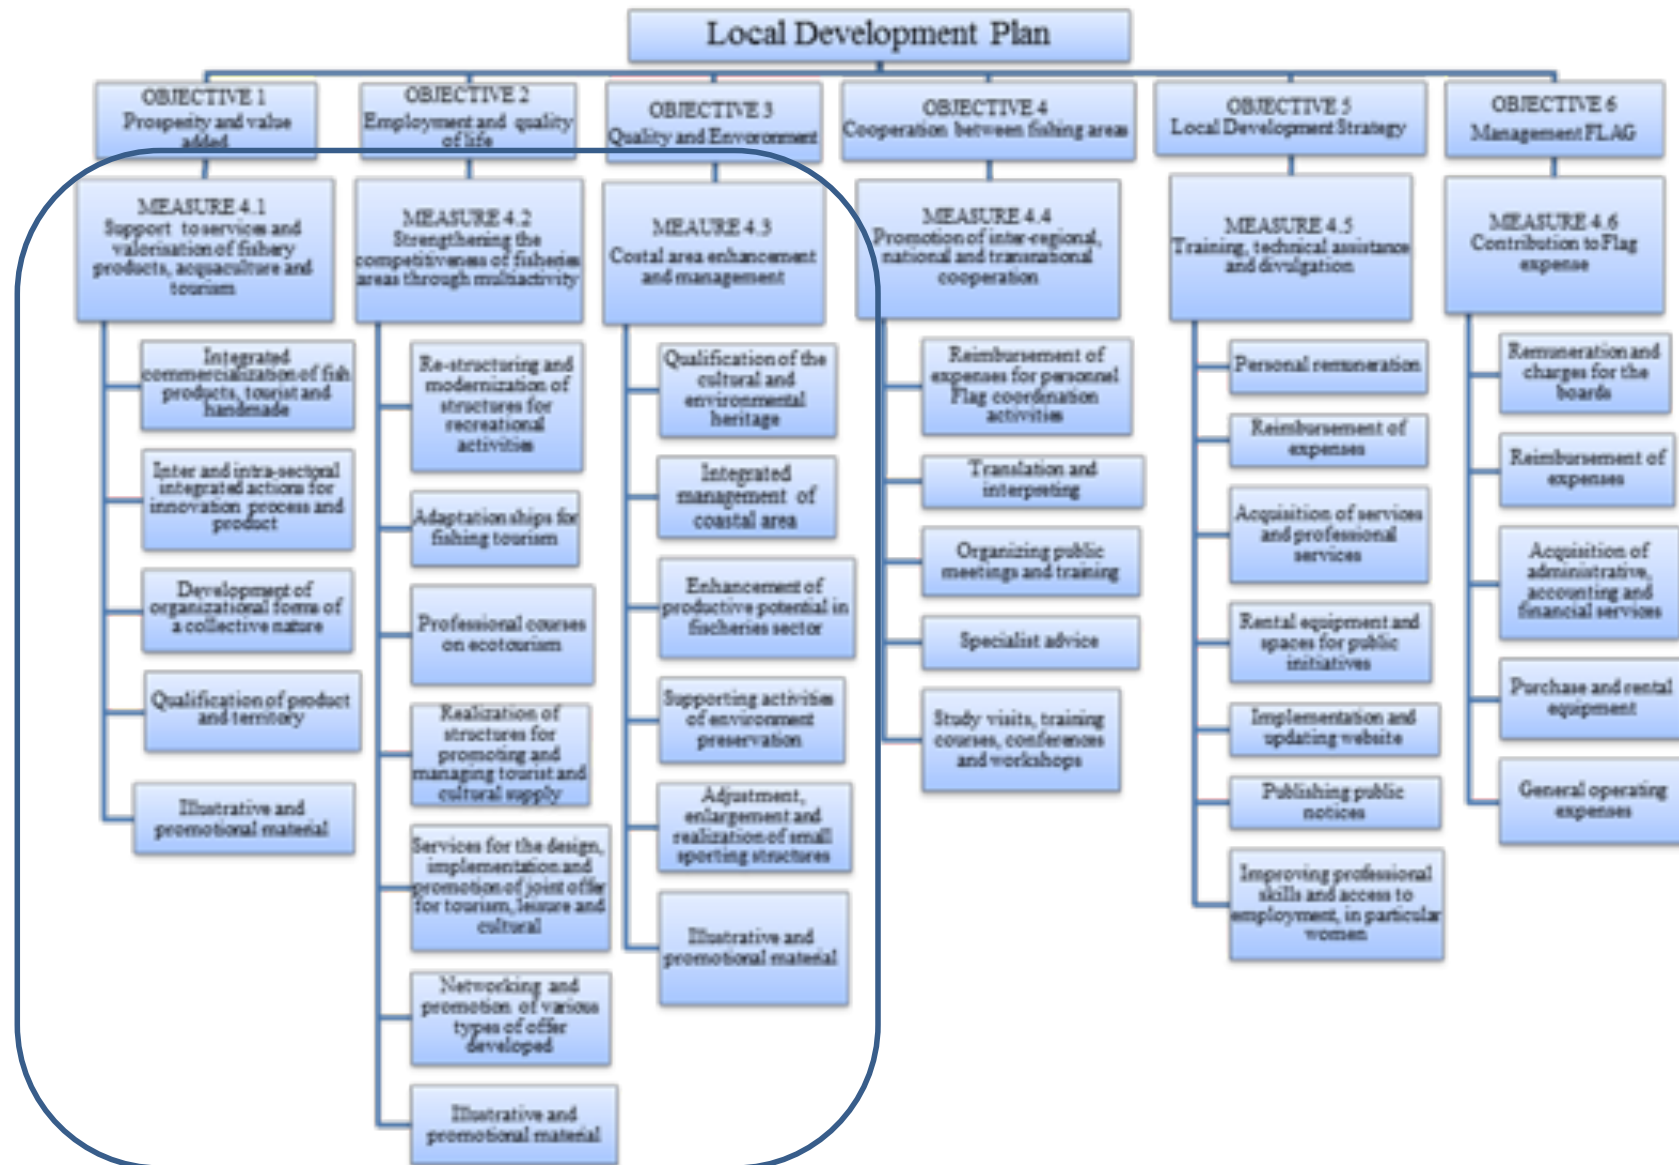 Local Development Plan
OBJECTIVE 1
Prosperity and value
added
OBJECTIVE 2
Employment and quality
of life
OBJECTIVE 3
Quality and Envoronment
OBJECTIVE 4
Cooperation between fishing areas
OBJECTIVE 5
Local Development Strategy
OBJECTIVE 6
Management FLAG
MEASURE 4.1
Support to services and
valorisation of fishery
products, acquaculture and
tourism
MEASURE 4.2
Strengthening the
competitiveness of fisheries
areas through multiactivity
MEAURE 4.3
Costal area enhancement
and management
MEASURE 4.4
Promotion of inter-regional,
national and transnational
cooperation
MEASURE 4.5
Training, technical assistance
and divulgation
MEASURE 4.6
Contribution to Flag
expense
Integrated
commercialization of fish
products, tourist and
handmade
Inter and intra-sectoral
integrated actions for
innovation process and
product
Development of
organizational forms of
a collective nature
Qualification of product
and territory
Illustrative and
promotional material
Re-structuring and
modernization of
structures for
recreational
activities
Adaptation ships for
fishing tourism
Professional courses
on ecotourism
Realization of
structures for
promoting and
managing tourist and
cultural supply
Services for the design,
implementation and
promotion of joint offer
for tourism, leisure and
cultural
Networking and
promotion of various
types of offer
developed
Illustrative and
promotional material
Qualification of the
cultural and
environmental
heritage
Integrated
management of
coastal area
Enhancement of
productive potential in
fischeries sector
Supporting activities
of environment
preservation
Adjustment,
enlargement and
realization of small
sporting structures
Illustrative and
promotional material
Reimbursement of
expenses for personnel
Flag coordination
activities
Translation and
interpreting
Organizing public
meetings and training
Specialist advice
Study visits, training
courses, conferences
and workshops
Personal remuneration
Reimbursement of
expenses
Acquisition of services
and professional
services
Rental equipment and
spaces for public
initiatives
Implementation and
updating website
Publishing public
notices
Improving professional
skills and access to
employment, in particular
women
Remuneration and
charges for the
boards
Reimbursement of
expenses
Acquisition of
administrative,
accounting and
financial services
Purchase and rental
equipment
General operating
expenses